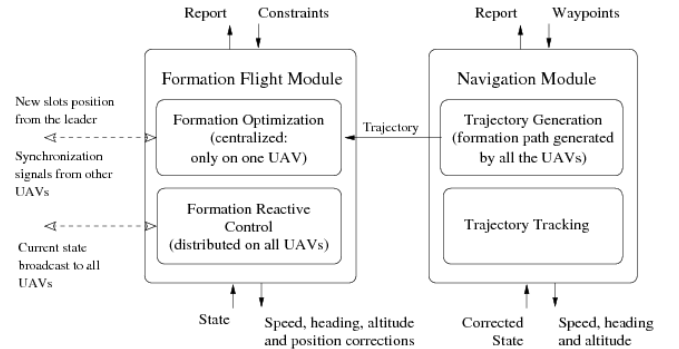 Report
Constraints
Report
Waypoints
Formation Flight Module
Navigation Module
New slots position
from the leader
Synchronization
signals from other
UAVs
Formation Optimization
(centralized:
only on one UAV)
Trajectory
Trajectory Generation
(formation path generated
by all the UAVs)
Formation Reactive
Control
(distributed on all UAVs)
Trajectory Tracking
Current state
broadcast to all
UAVs
State
Speed, heading, altitude
and position corrections
Corrected
State
Speed, heading
and altitude